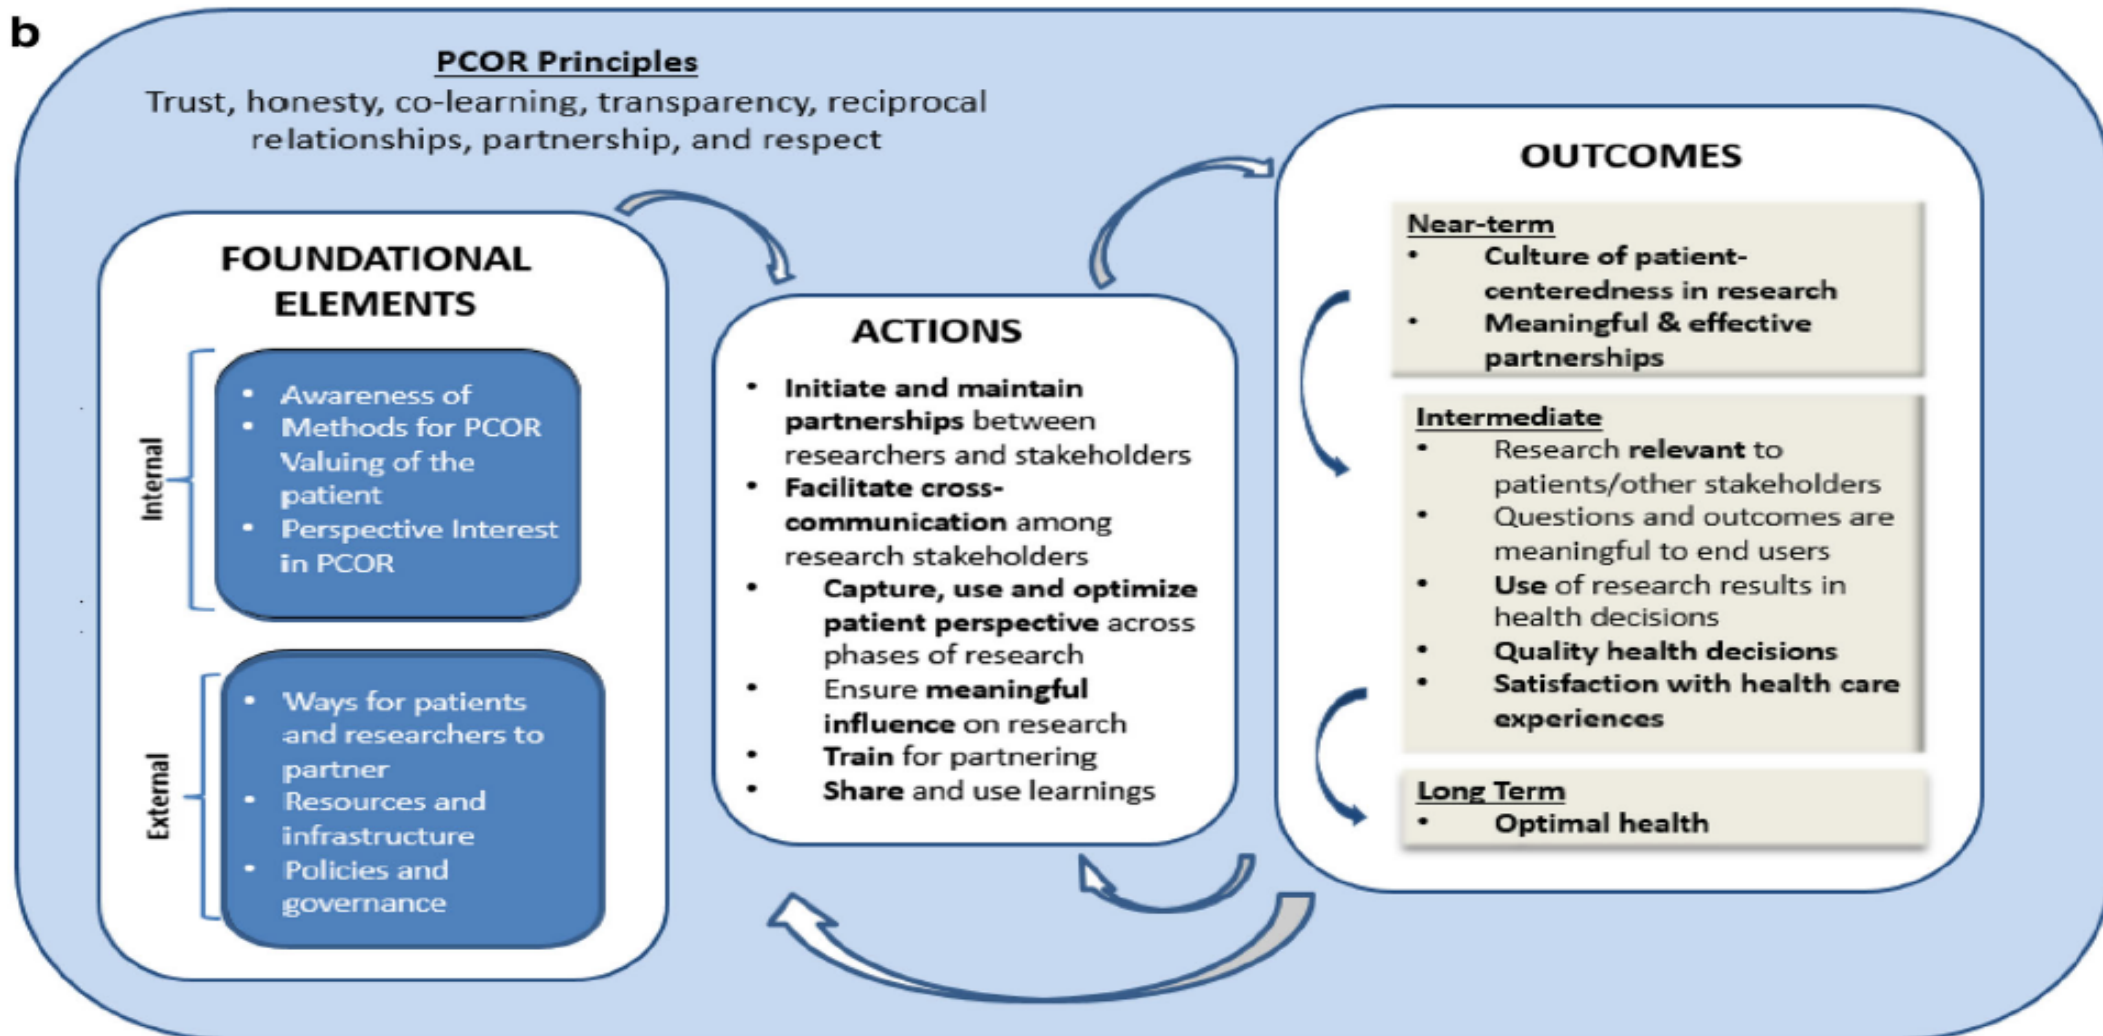 b
PCOR Principles
Trust, honesty, co-learning, transparency, reciprocal
relationships, partnership, and respect
FOUNDATIONAL
ELEMENTS
Internal
• Awareness of
• Methods for PCOR
Valuing of the
patient
• Perspective Interest
in PCOR
External
• Ways for patients
and researchers to
partner
• Resources and
infrastructure
• Policies and
governance
ACTIONS
• Initiate and maintain
partnerships between
researchers and stakeholders
• Facilitate cross-
communication among
research stakeholders
• Capture, use and optimize
patient perspective across
phases of research
• Ensure meaningful
influence on research
• Train for partnering
• Share and use learnings
OUTCOMES
Near-term
• Culture of patient-
centeredness in research
• Meaningful & effective
partnerships
Intermediate
• Research relevant to
patients/other stakeholders
• Questions and outcomes are
meaningful to end users
• Use of research results in
health decisions
• Quality health decisions
• Satisfaction with health care
experiences
Long Term
• Optimal health